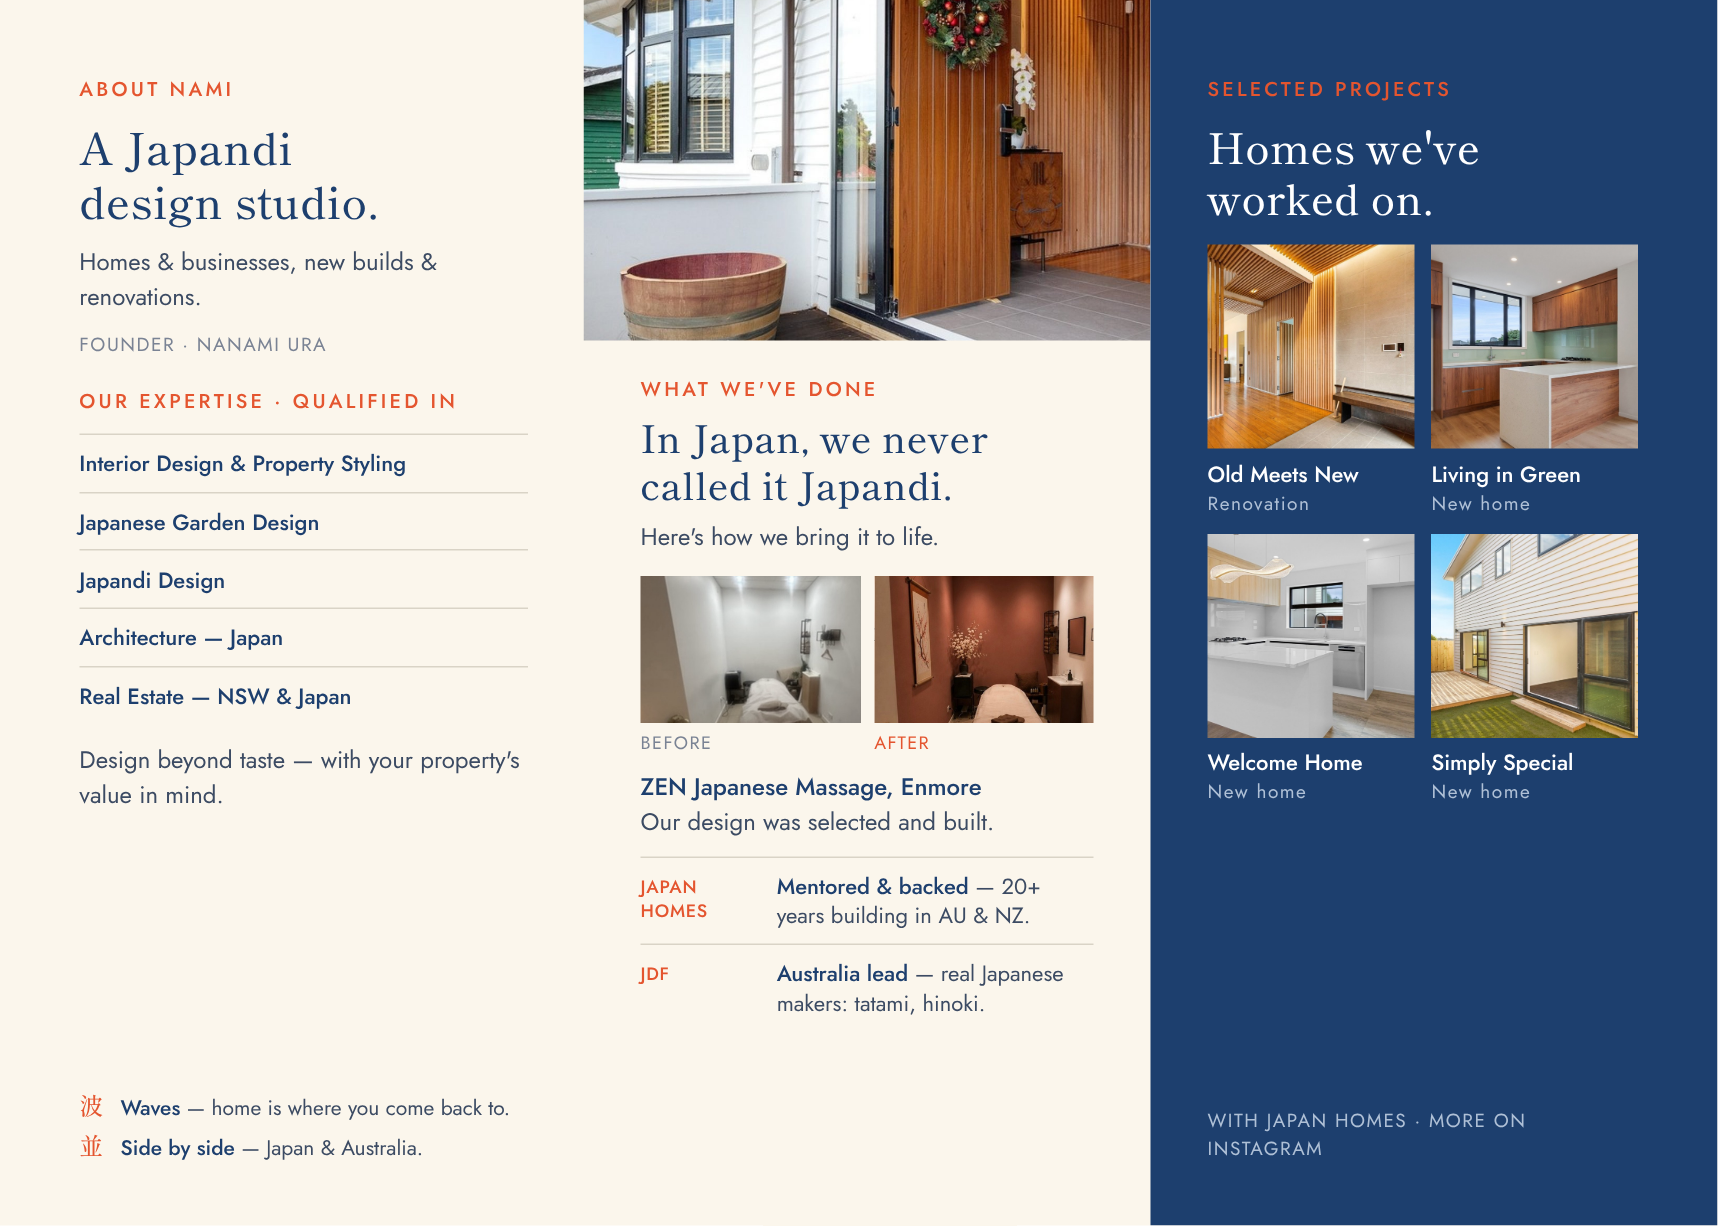 ABOUT NAMI
A Japandi
design studio.
Homes & businesses, new builds &
renovations.
FOUNDER · NANAMI URA
OUR EXPERTISE · QUALIFIED IN
Interior Design & Property Styling
Japanese Garden Design
Japandi Design
Architecture — Japan
Real Estate — NSW & Japan
Design beyond taste — with your property's
value in mind.
波 Waves — home is where you come back to.
並 Side by side — Japan & Australia.
WHAT WE'VE DONE
In Japan, we never
called it Japandi.
Here's how we bring it to life.
BEFORE AFTER
ZEN Japanese Massage, Enmore
Our design was selected and built.
JAPAN
HOMES
Mentored & backed — 20+
years building in AU & NZ.
JDF
Australia lead — real Japanese
makers: tatami, hinoki.
SELECTED PROJECTS
Homes we've
worked on.
Old Meets New
Renovation
Living in Green
New home
Welcome Home
New home
Simply Special
New home
WITH JAPAN HOMES · MORE ON
INSTAGRAM